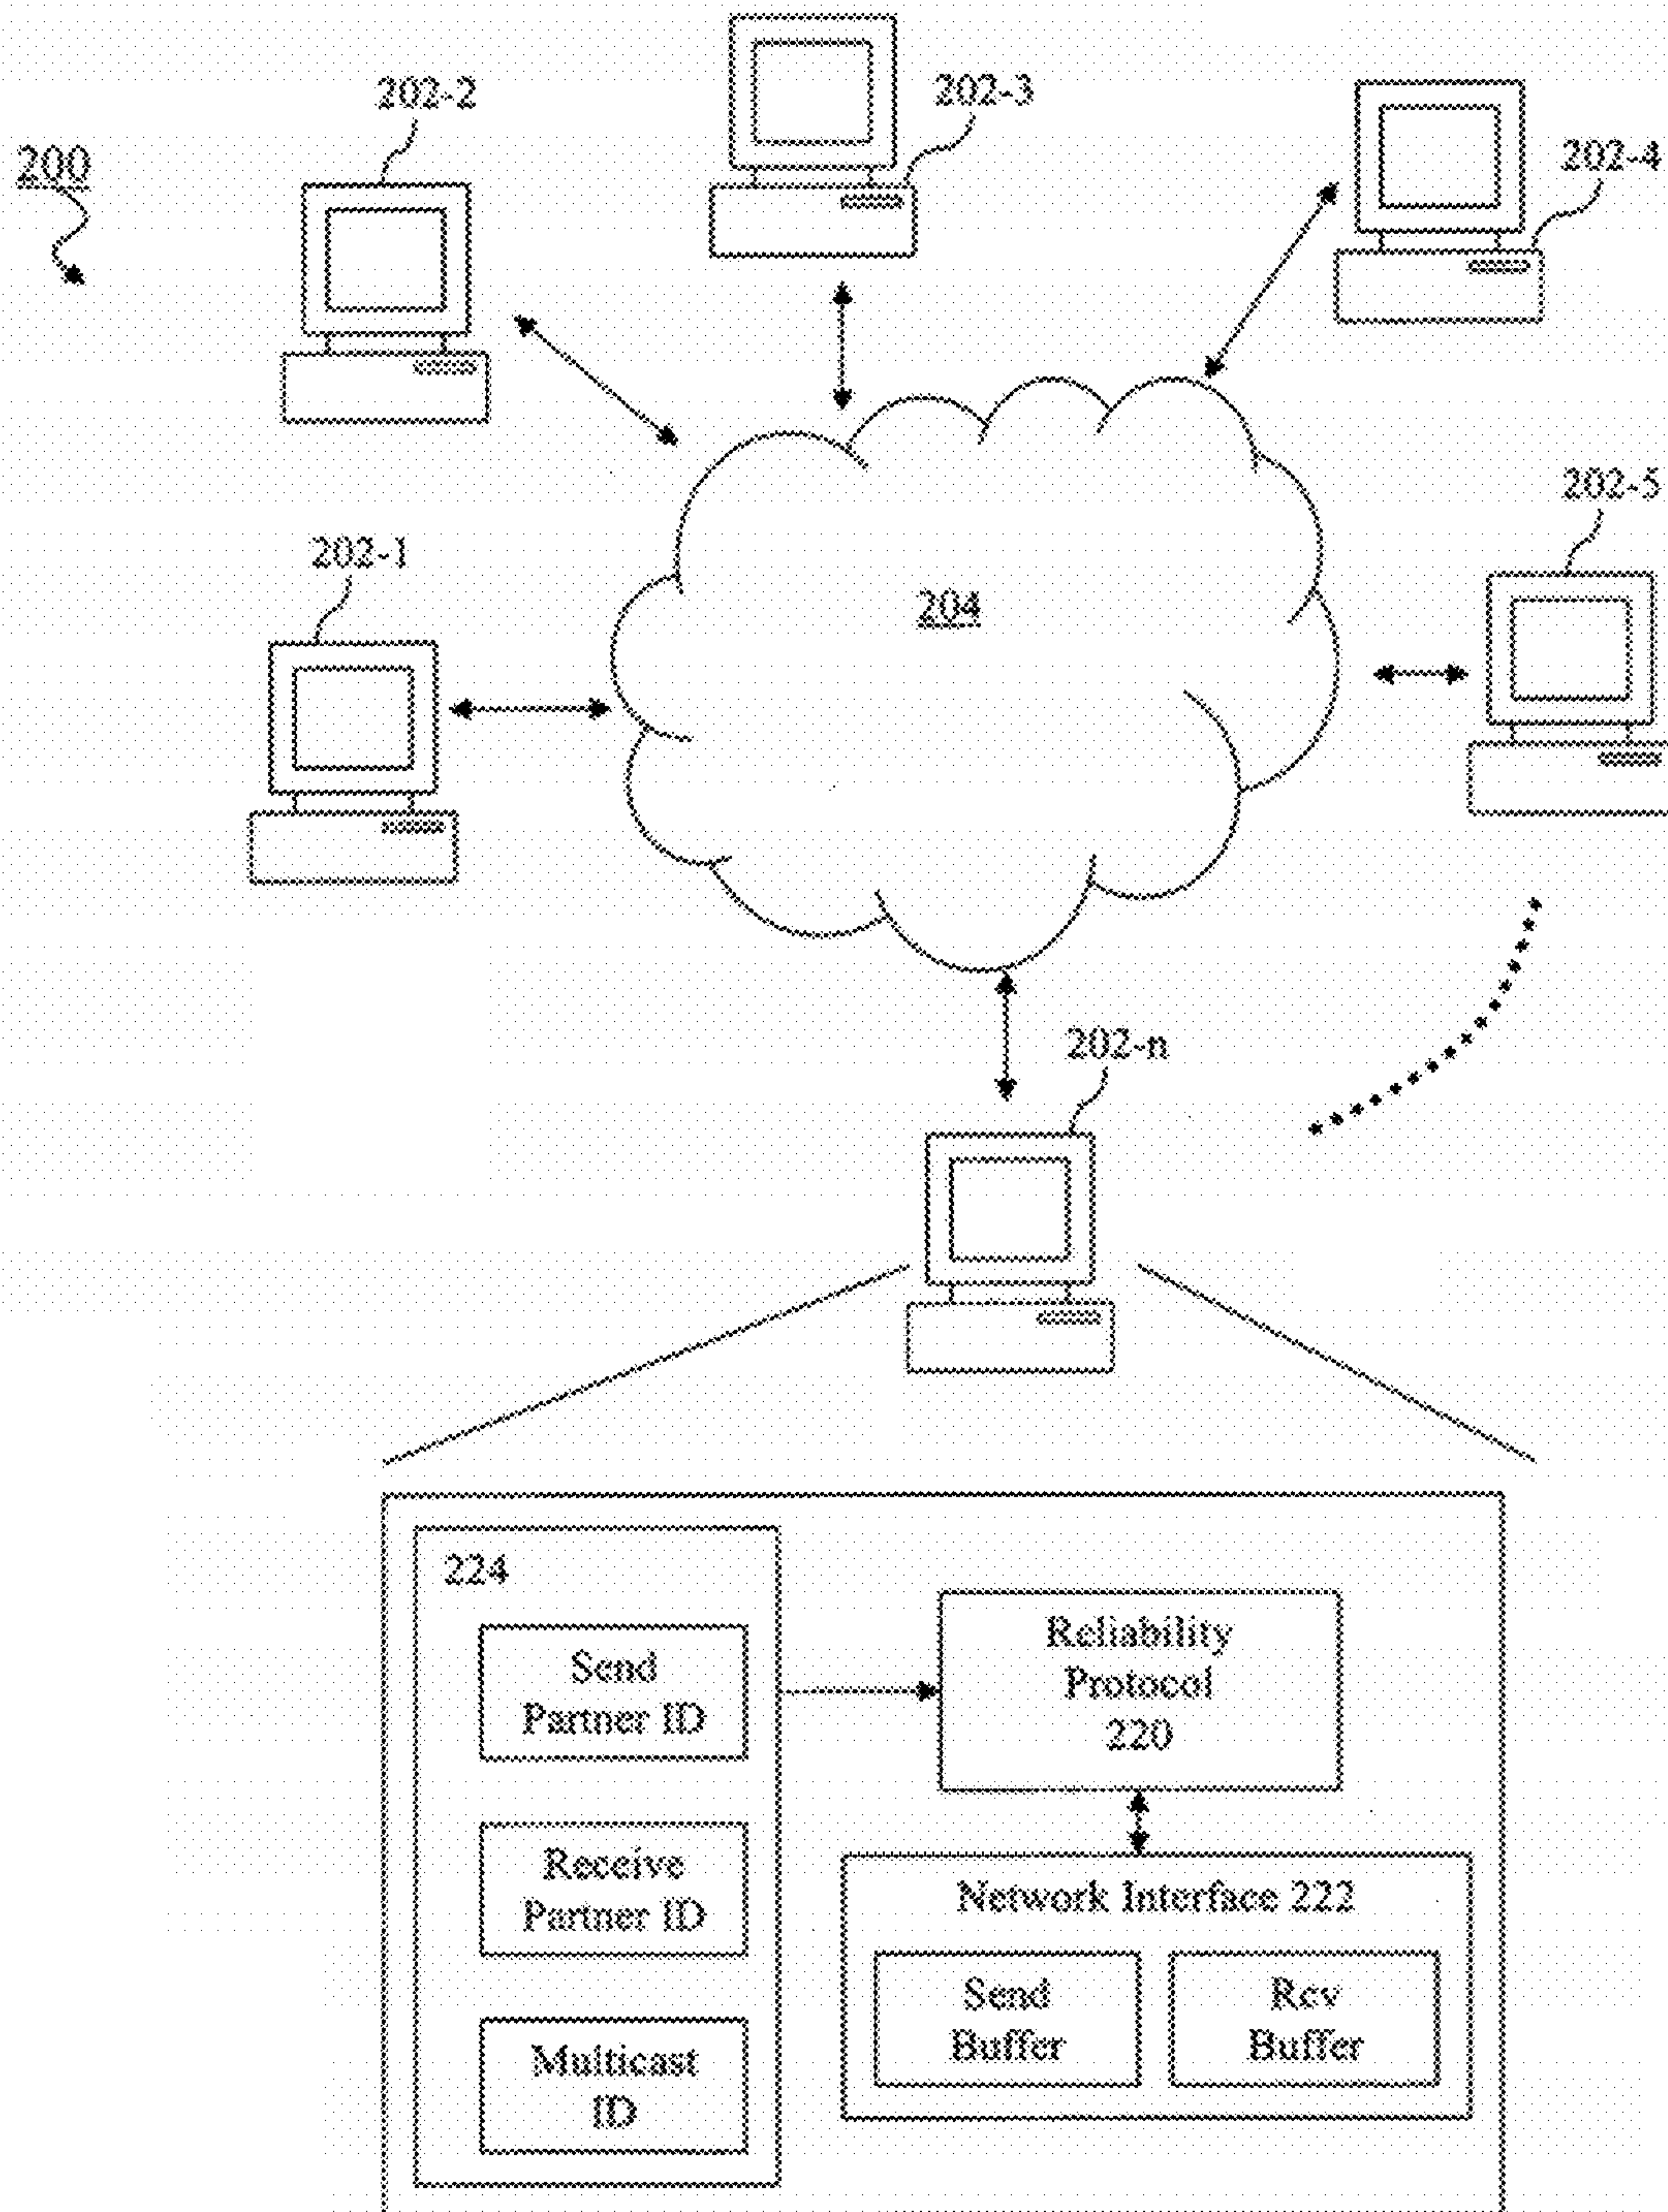 202-3
202-2
202-4
200
202-5
202-1
204
202-n
224
Send
Partner ID
Reliability
Protocol
220
Receive
Partner ID
Network Interface 222
Send
Buffer
Rcv
Buffer
Multicast
ID